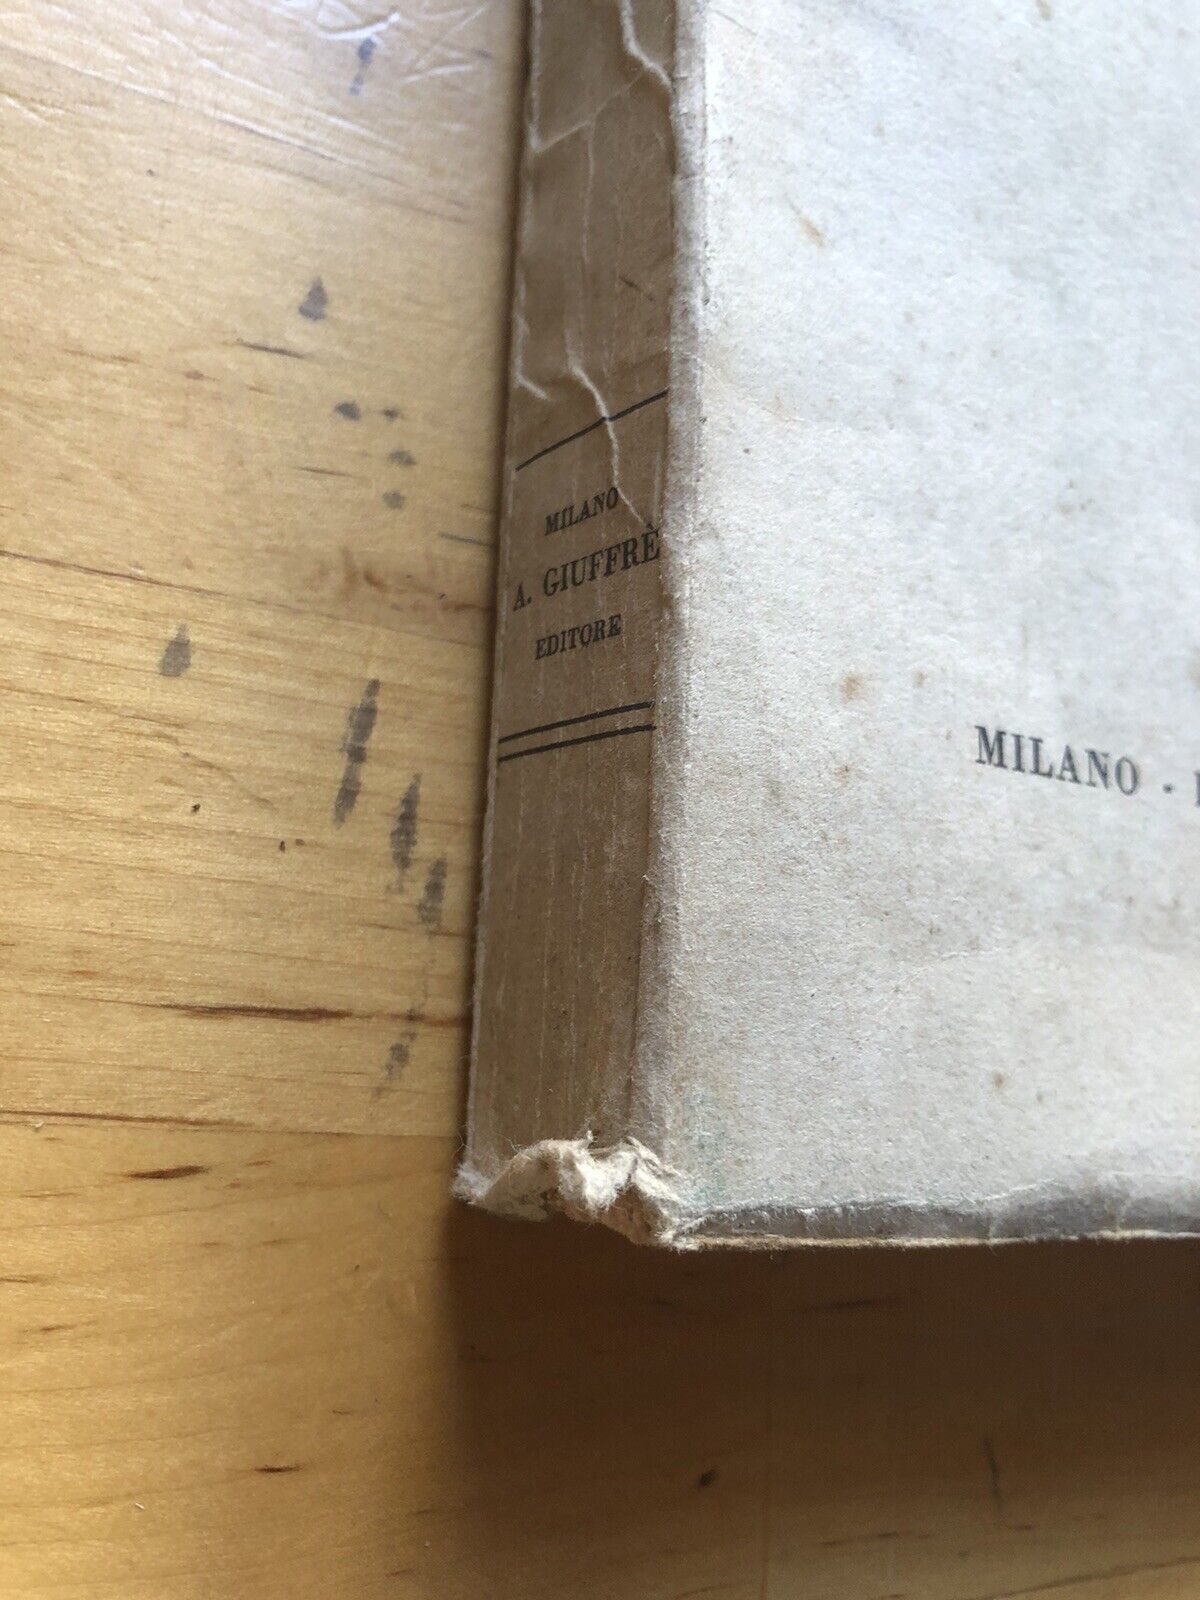 MILANO
A. GIUFFRÈ
EDITORE
MILANO -